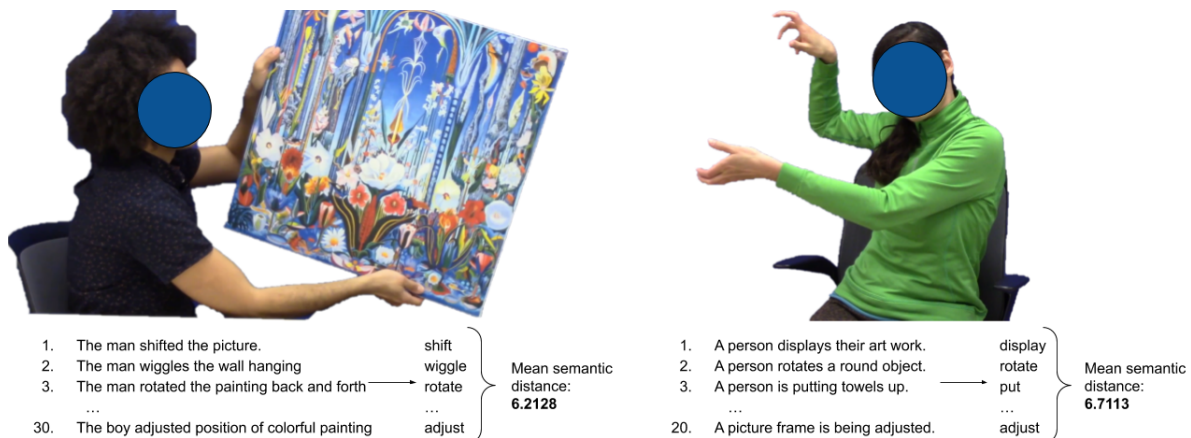 1. The man shifted the picture. shift
2. The man wiggles the wall hanging wiggle
3. The man rotated the painting back and forth rotate
... ...
30. The boy adjusted position of colorful painting adjust
Mean semantic
distance:
6.2128
1. A person displays their art work. display
2. A person rotates a round object. rotate
3. A person is putting towels up. put
... ...
20. A picture frame is being adjusted. adjust
Mean semantic
distance:
6.7113